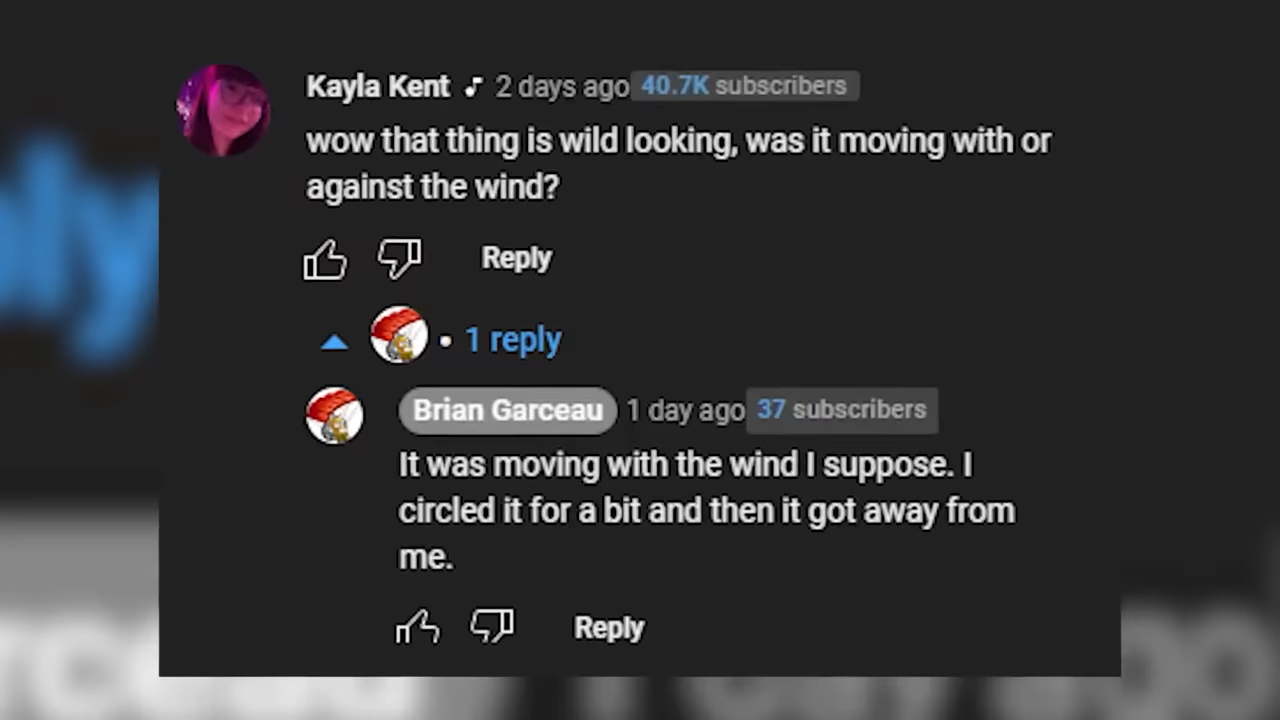 Kayla Kent ♪ 2 days ago 40.7K subscribers
wow that thing is wild looking, was it moving with or
against the wind?
Reply
• 1 reply
Brian Garceau 1 day ago 37 subscribers
It was moving with the wind I suppose. I
circled it for a bit and then it got away from
me.
Reply